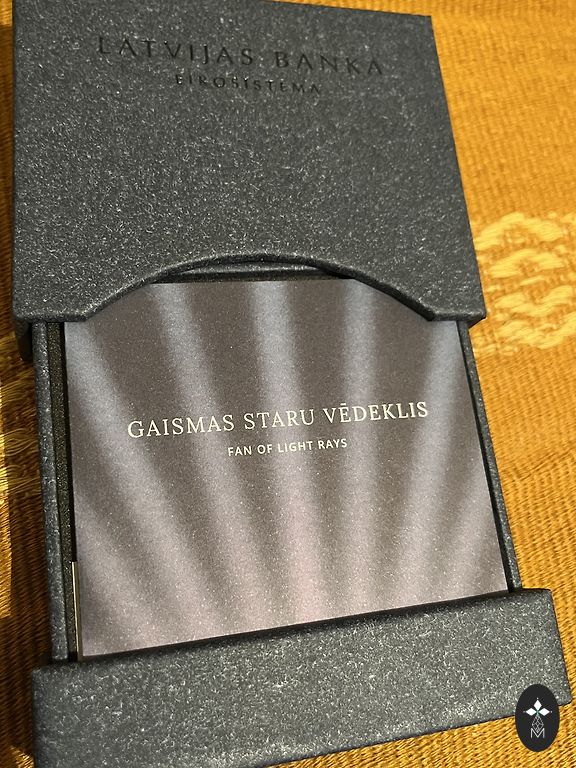 LATVIJAS BANKA
EIROSISTĒMA
GAISMAS STARU VĒDEKLIS
FAN OF LIGHT RAYS
M